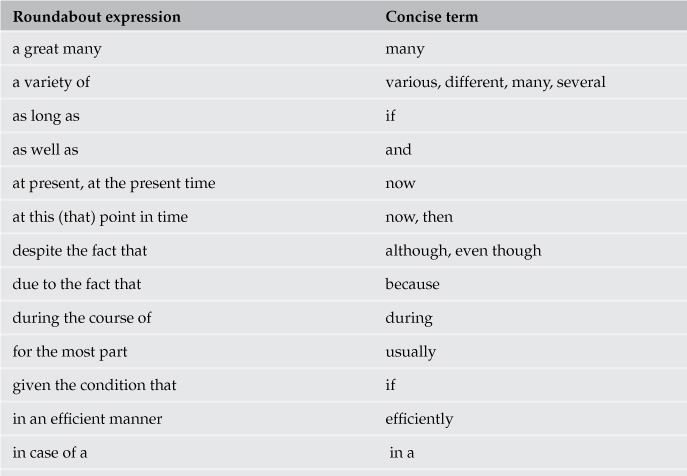 Roundabout expression Concise term
a great many many
a variety of various, different, many, several
as long as if
as well as and
at present, at the present time now
at this (that) point in time now, then
despite the fact that although, even though
due to the fact that because
during the course of during
for the most part usually
given the condition that if
in an efficient manner efficiently
in case of a in a